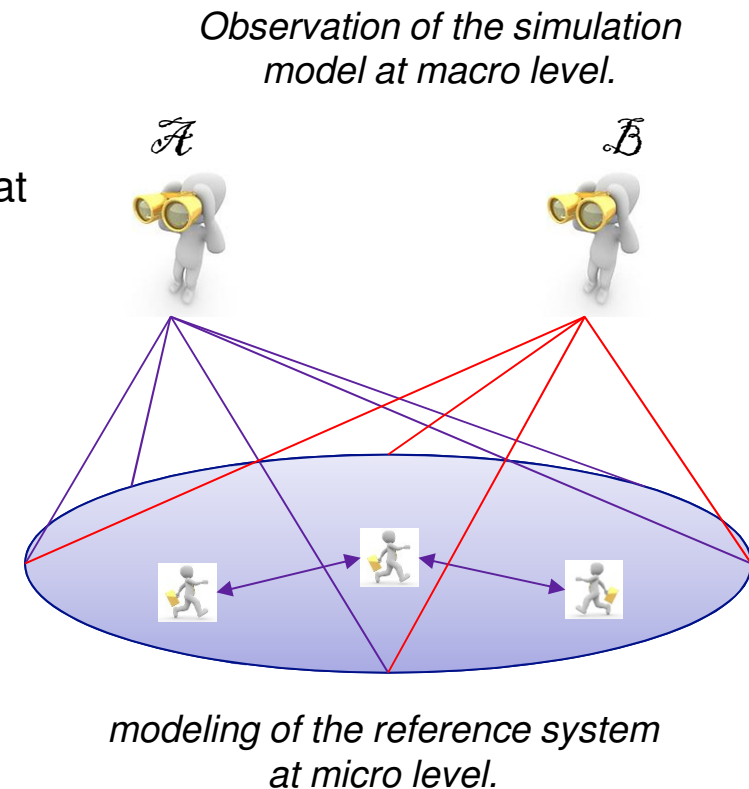 Observation of the simulation
model at macro level.
A B
at
modeling of the reference system
at micro level.